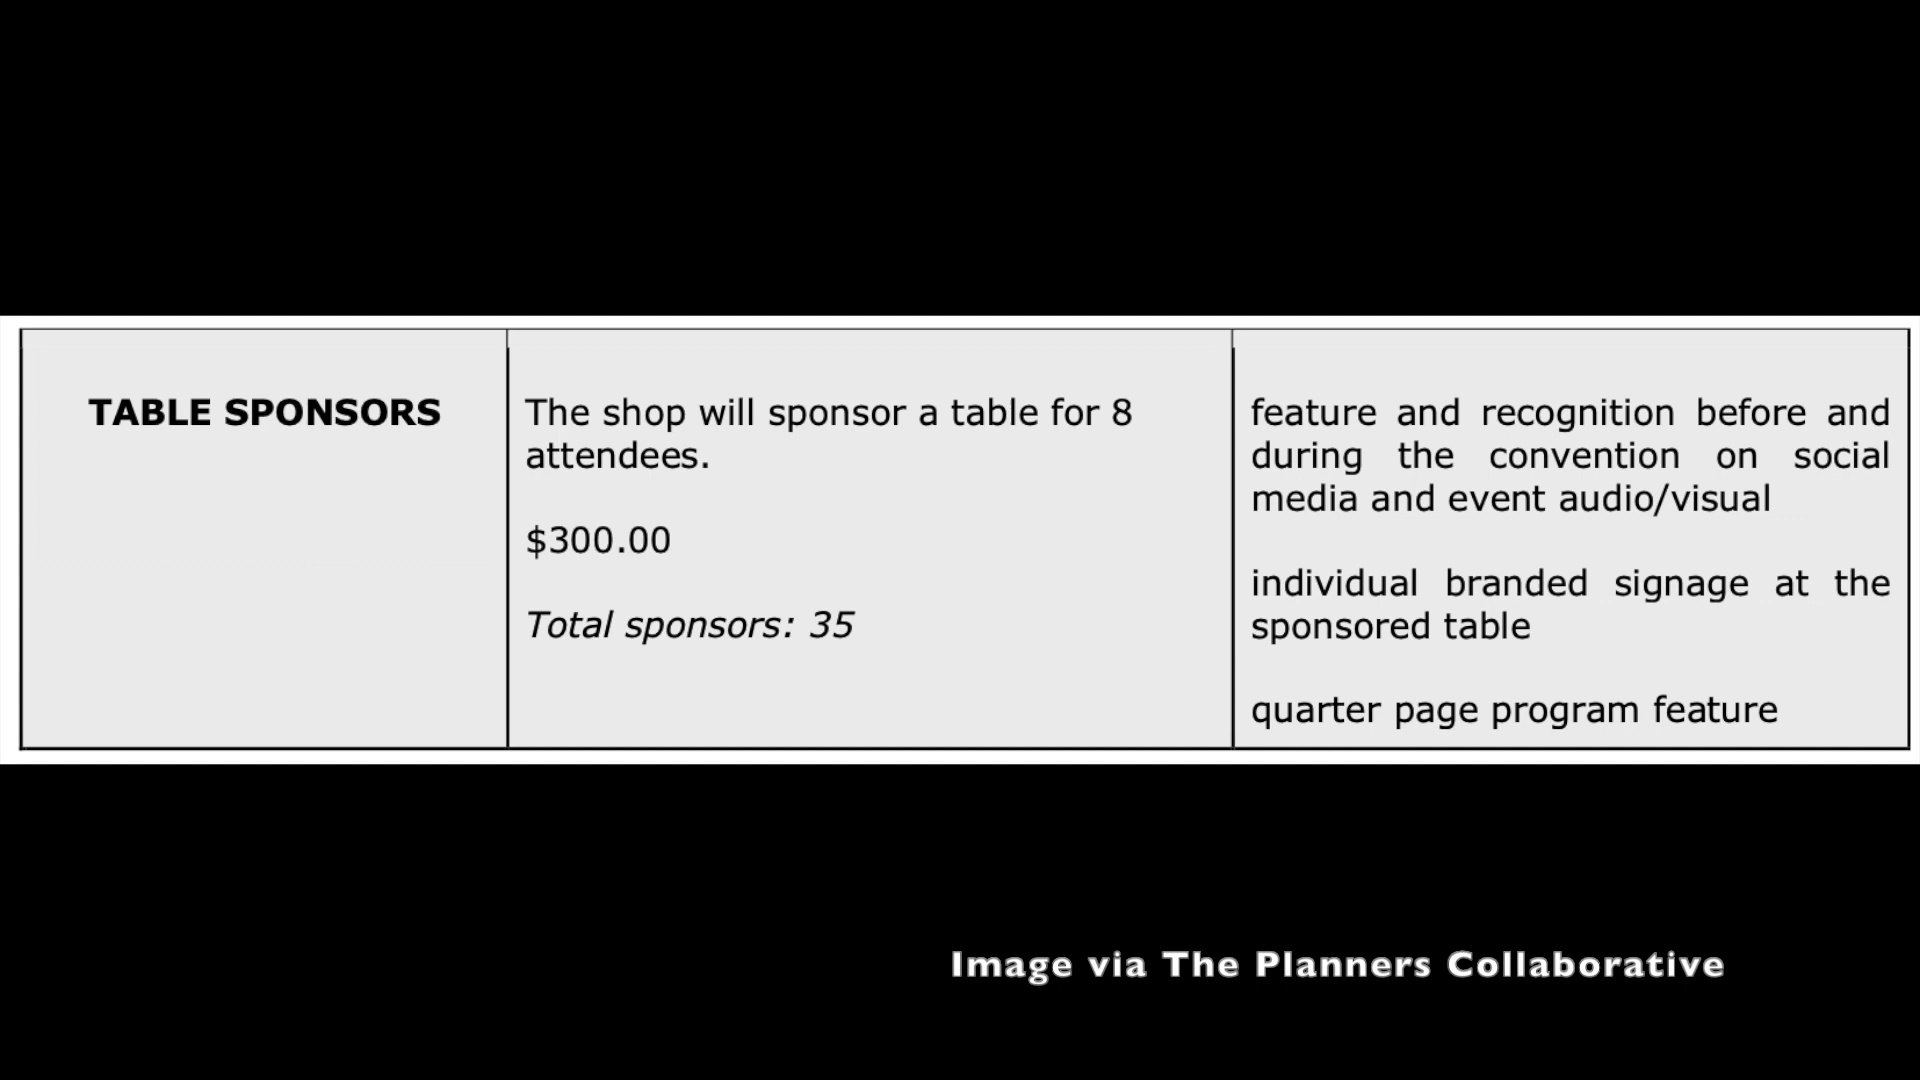 TABLE SPONSORS
The shop will sponsor a table for 8
attendees.
$300.00
Total sponsors: 35
feature and recognition before and
during the convention on social
media and event audio/visual
individual branded signage at the
sponsored table
quarter page program feature
Image via The Planners Collaborative